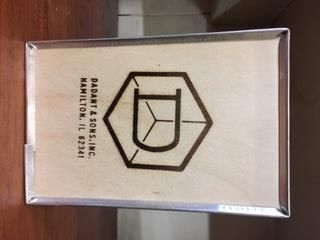 D
DADANT & SONS, INC.
HAMILTON, IL 62341